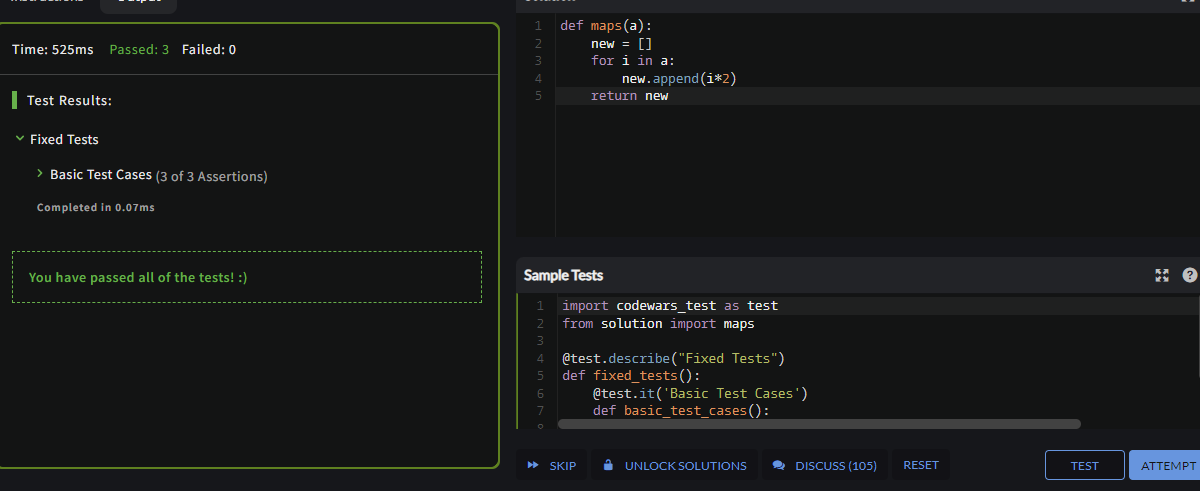 Instructions Output
Time: 525ms Passed: 3 Failed: 0
Test Results:
Fixed Tests
Basic Test Cases (3 of 3 Assertions)
Completed in 0.07ms
You have passed all of the tests! :)
Solution
1 def maps(a):
2     new = []
3     for i in a:
4         new.append(i*2)
5     return new
Sample Tests
1 import codewars_test as test
2 from solution import maps
3
4 @test.describe("Fixed Tests")
5 def fixed_tests():
6     @test.it('Basic Test Cases')
7     def basic_test_cases():
SKIP UNLOCK SOLUTIONS DISCUSS (105) RESET TEST ATTEMPT